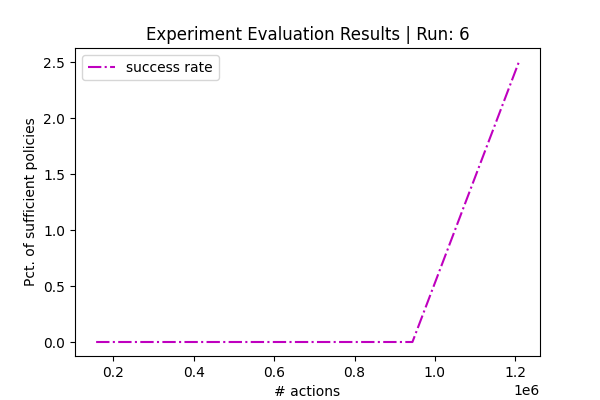 Experiment Evaluation Results | Run: 6
success rate
Pct. of sufficient policies
2.5
2.0
1.5
1.0
0.5
0.0
0.2 0.4 0.6 0.8 1.0 1.2
1e6
# actions